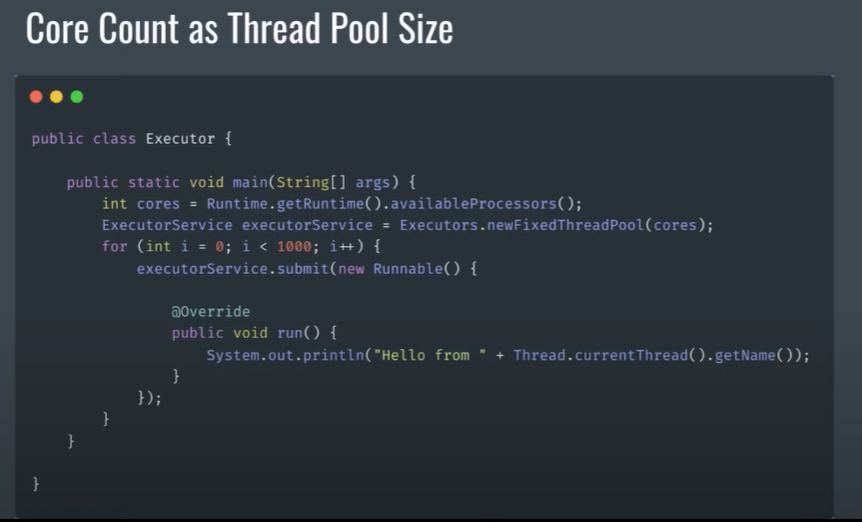 Core Count as Thread Pool Size
public class Executor {
public static void main(String[] args) {
int cores = Runtime.getRuntime().availableProcessors();
ExecutorService executorService = Executors.newFixedThreadPool(cores);
for (int i = 0; i < 1000; i++) {
executorService.submit(new Runnable() {
@Override
public void run() {
System.out.println("Hello from " + Thread.currentThread().getName());
}
});
}
}
}